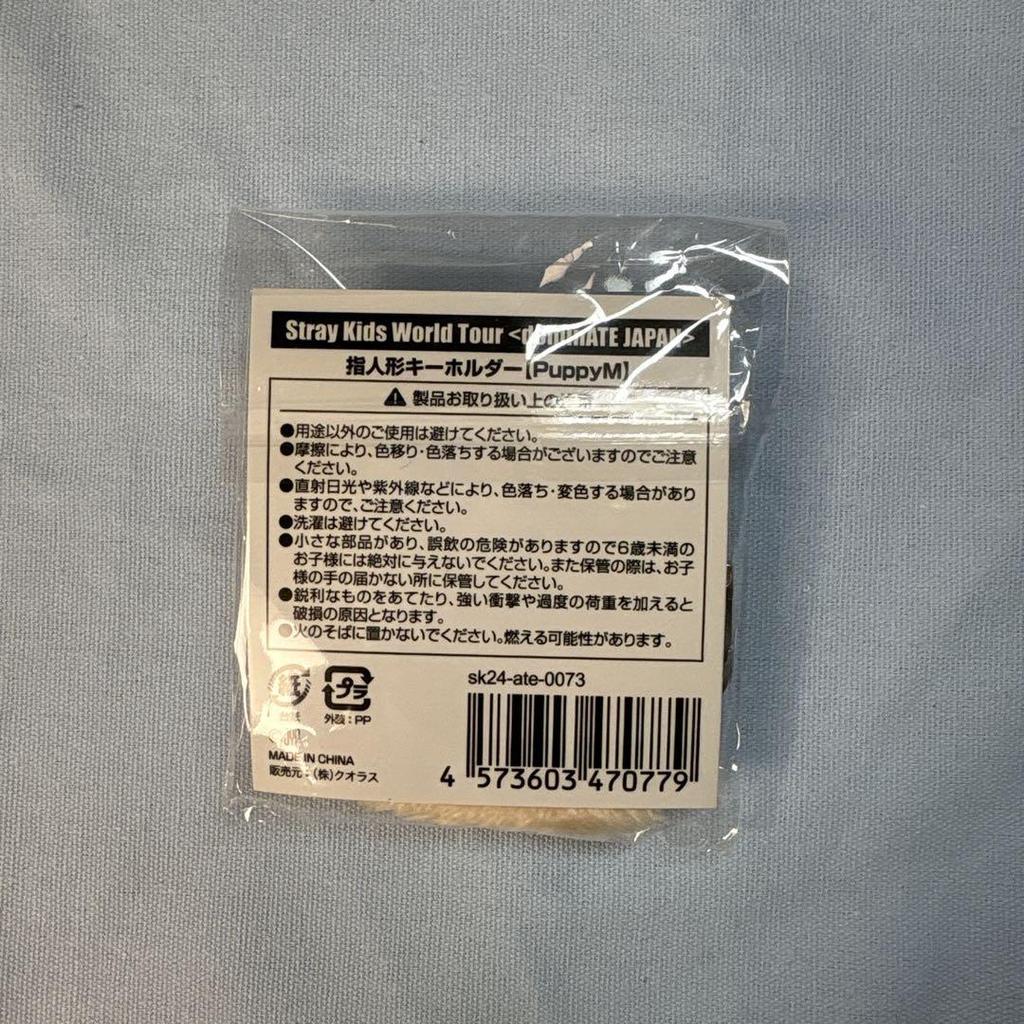 Stray Kids World Tour <dominATE JAPAN>
指人形キーホルダー【PuppyM】
製品お取り扱い上の注意
●用途以外のご使用は避けてください。
●摩擦により、色移り・色落ちする場合がございますのでご注意
ください。
●直射日光や紫外線などにより、色落ち・変色する場合があり
ますので、ご注意ください。
●洗濯は避けてください。
●小さな部品があり、誤飲の危険がありますので6歳未満の
お子様には絶対に与えないでください。また保管の際は、お子
様の手の届かない所に保管してください。
●鋭利なものをあてたり、強い衝撃や過度の荷重を加えると
破損の原因となります。
●火のそばに置かないでください。燃える可能性があります。
sk24-ate-0073
紙 プラ
台紙 外袋：PP
MADE IN CHINA
販売元：(株)クオラス
4 573603 470779